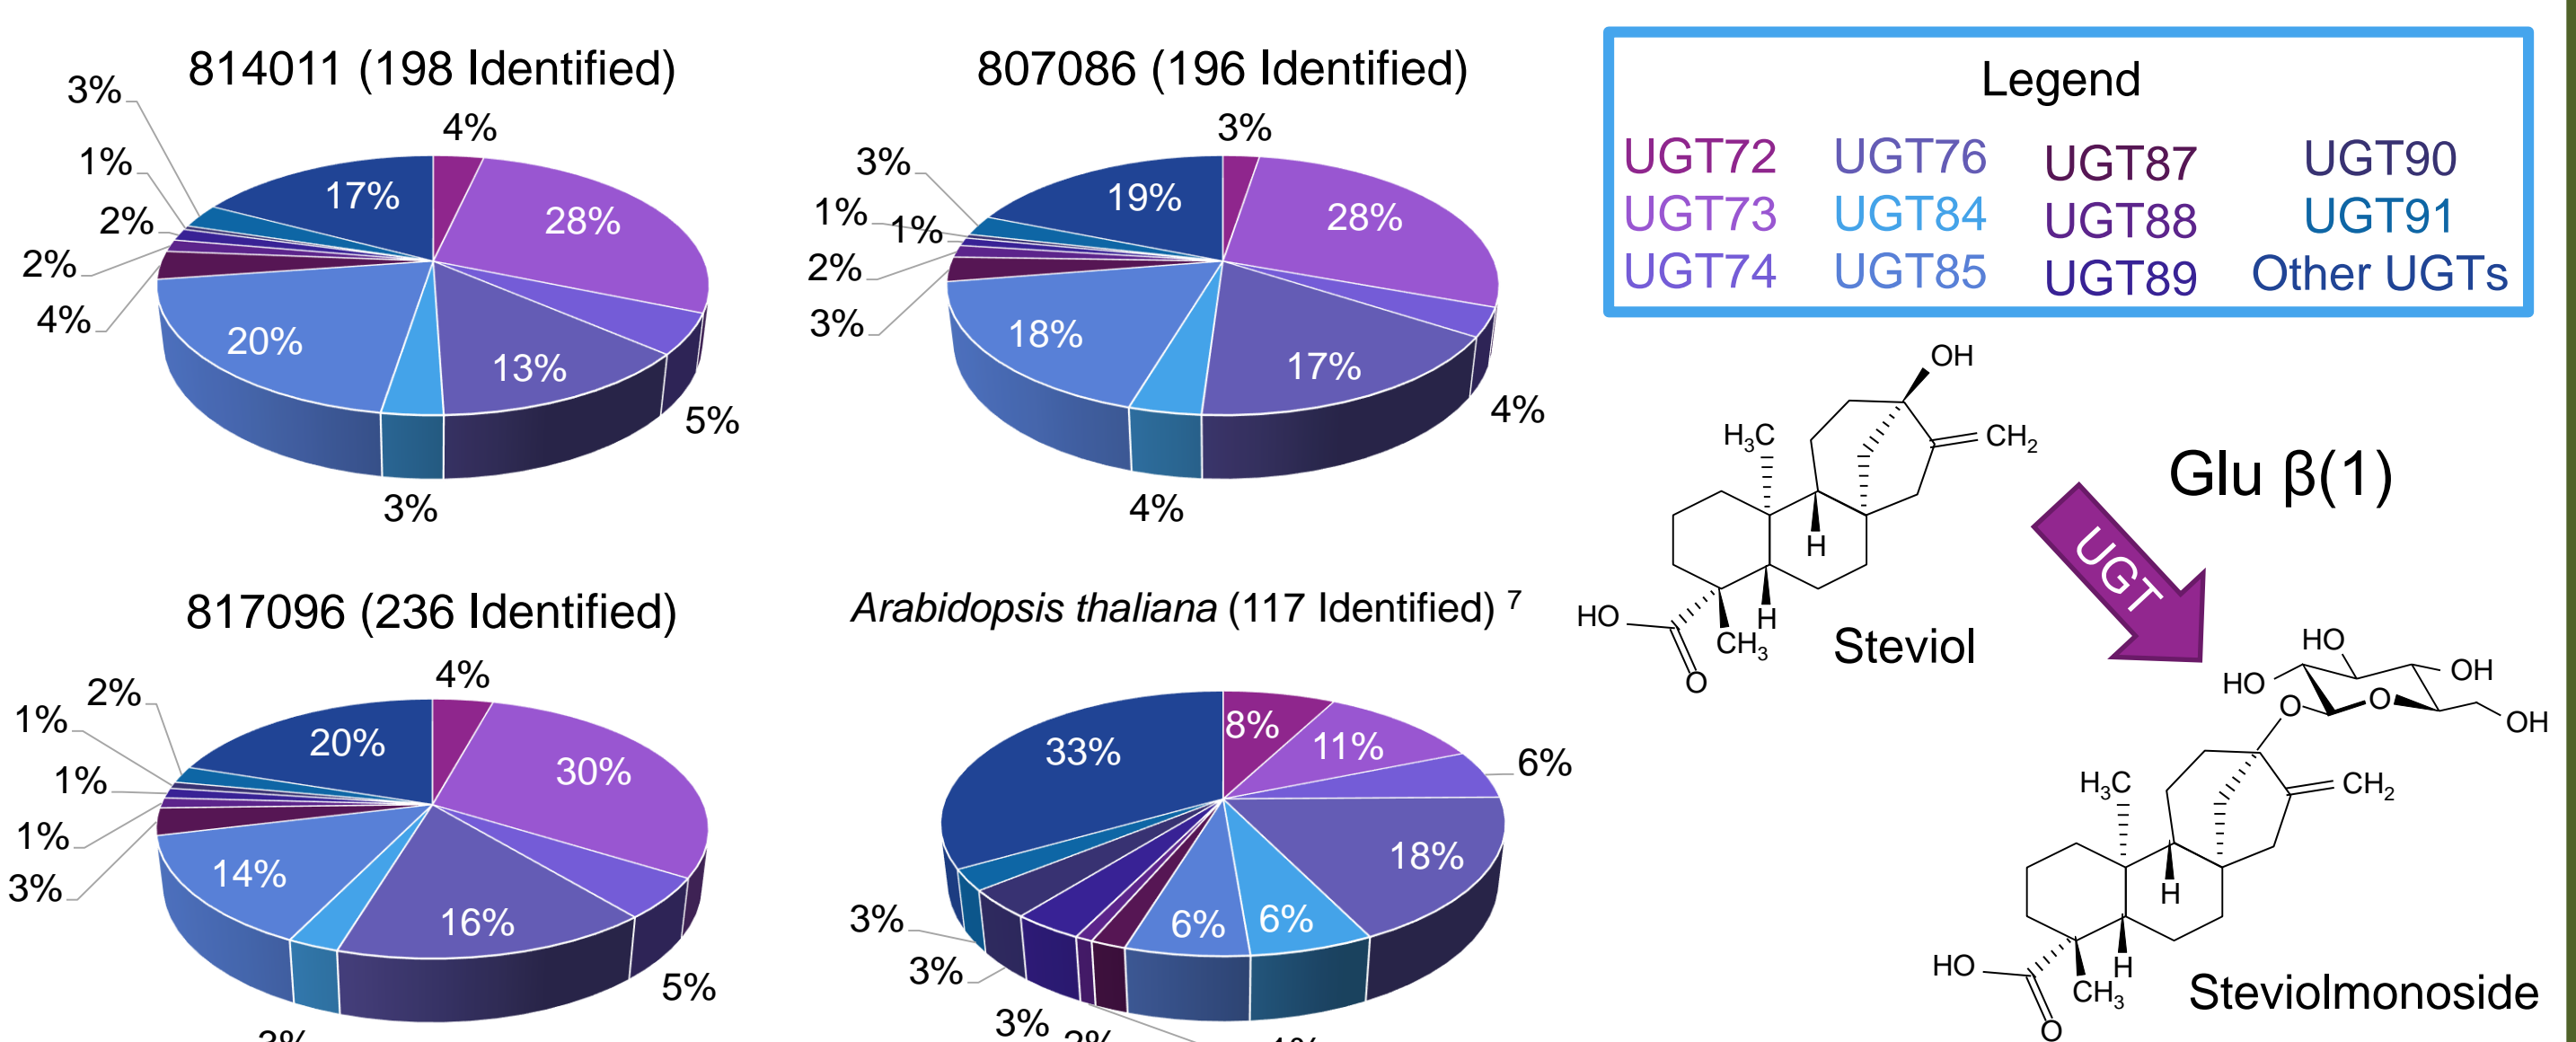 814011 (198 Identified)
4%
28%
5%
13%
3%
20%
4%
2%
2%
1%
3%
17%
807086 (196 Identified)
3%
28%
4%
17%
4%
18%
3%
2%
1%
1%
3%
19%
Legend
UGT72 UGT76 UGT87 UGT90
UGT73 UGT84 UGT88 UGT91
UGT74 UGT85 UGT89 Other UGTs
817096 (236 Identified)
4%
30%
5%
16%
3%
14%
3%
1%
1%
1%
2%
20%
Arabidopsis thaliana (117 Identified) 7
8%
11%
6%
18%
6%
6%
2%
3%
3%
3%
33%
OH
H3C
CH2
H
H
HO
CH3
O
Steviol
Glu β(1)
UGT
HO
HO
OH
O
O
OH
H3C
CH2
H
H
HO
CH3
O
Steviolmonoside